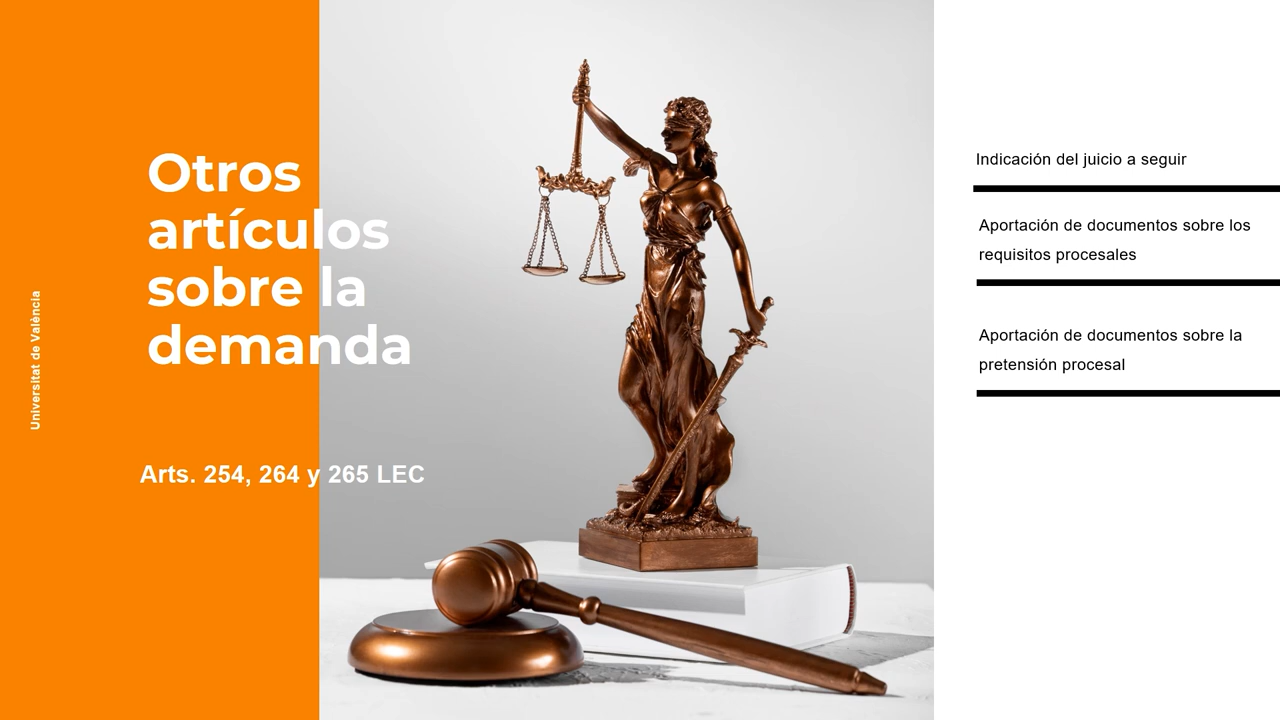 Otros
artículos
sobre la
demanda
Arts. 254, 264 y 265 LEC
Universitat de València
Indicación del juicio a seguir
Aportación de documentos sobre los
requisitos procesales
Aportación de documentos sobre la
pretensión procesal